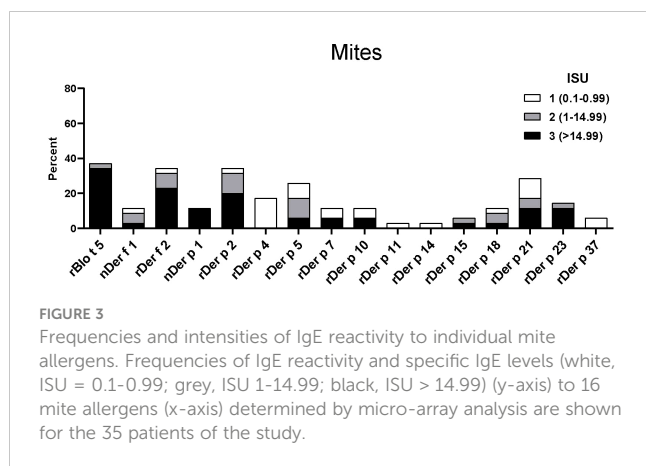 Mites
ISU
1 (0.1-0.99)
2 (1-14.99)
3 (>14.99)
Percent
80
60
40
20
0
rBlo t 5
nDer f 1
rDer f 2
nDer p 1
rDer p 2
rDer p 4
rDer p 5
rDer p 7
rDer p 10
rDer p 11
rDer p 14
rDer p 15
rDer p 18
rDer p 21
rDer p 23
rDer p 37
FIGURE 3
Frequencies and intensities of IgE reactivity to individual mite
allergens. Frequencies of IgE reactivity and specific IgE levels (white,
ISU = 0.1-0.99; grey, ISU 1-14.99; black, ISU > 14.99) (y-axis) to 16
mite allergens (x-axis) determined by micro-array analysis are shown
for the 35 patients of the study.